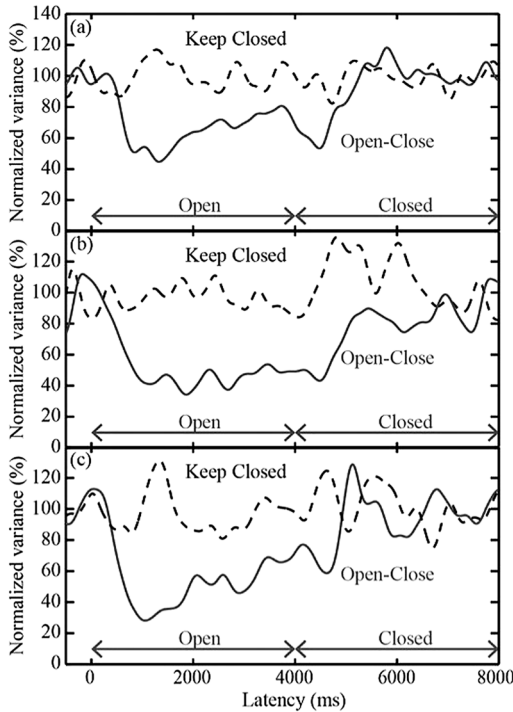 140
(a)
Keep Closed
120
100
80
60
40
20
0
Normalized variance (%)
Open-Close
Open
Closed
(b)
Keep Closed
120
100
80
60
40
20
0
Normalized variance (%)
Open-Close
Open
Closed
(c)
Keep Closed
120
100
80
60
40
20
0
Normalized variance (%)
Open-Close
Open
Closed
0 2000 4000 6000 8000
Latency (ms)